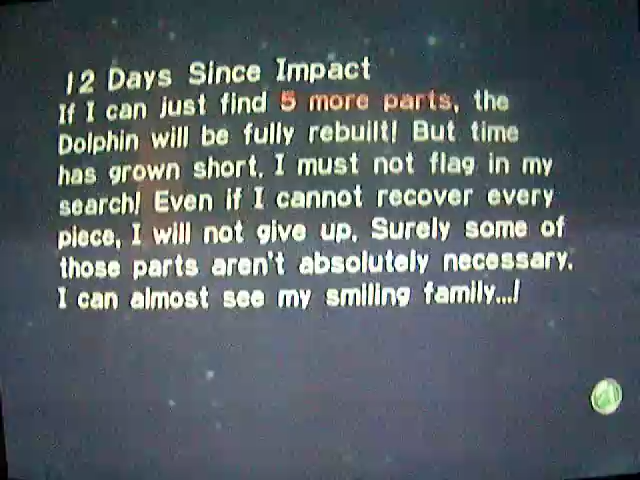 12 Days Since Impact
If I can just find 5 more parts, the
Dolphin will be fully rebuilt! But time
has grown short. I must not flag in my
search! Even if I cannot recover every
piece, I will not give up. Surely some of
those parts aren't absolutely necessary.
I can almost see my smiling family...!